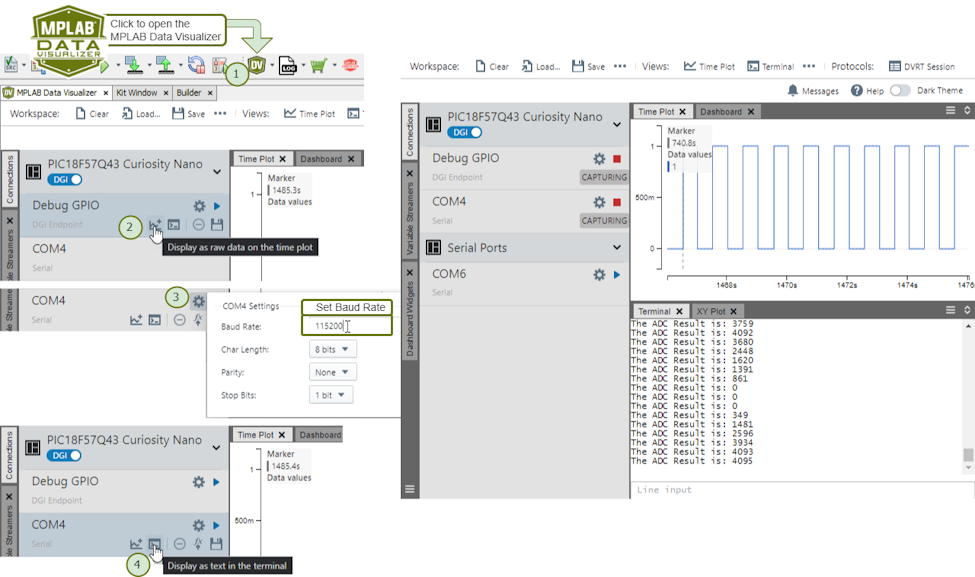 MPLAB
DATA
VISUALIZER
Click to open the
MPLAB Data Visualizer
SRC
DV
LOG
1
DV MPLAB Data Visualizer × Kit Window × Builder ×
Workspace: Clear Load... Save ••• Views: Time Plot
Connections
PIC18F57Q43 Curiosity Nano
DGI
Time Plot × Dashboard ×
Marker
1485.3s
Data values
1
Debug GPIO
DGI Endpoint
2
Display as raw data on the time plot
COM4
Serial
le Streamers
COM4
Serial
3
COM4 Settings
Set Baud Rate
Baud Rate: 115200
Char Length: 8 bits
Parity: None
Stop Bits: 1 bit
Connections
PIC18F57Q43 Curiosity Nano
DGI
Time Plot × Dashboard
Marker
1485.4s
Data values
1
500m
Debug GPIO
DGI Endpoint
COM4
Serial
le Streamers
4
Display as text in the terminal
Workspace: Clear Load... Save ••• Views: Time Plot Terminal ••• Protocols: DVRT Session
Messages Help Dark Theme
Connections
Variable Streamers
Dashboard Widgets
PIC18F57Q43 Curiosity Nano
DGI
Debug GPIO
DGI Endpoint
CAPTURING
COM4
Serial
CAPTURING
Serial Ports
COM6
Serial
Time Plot × Dashboard ×
Marker
740.8s
Data values
1
1
500m
0
1468s 1470s 1472s 1474s 1476
Terminal × XY Plot ×
The ADC Result is: 3759
The ADC Result is: 4092
The ADC Result is: 3680
The ADC Result is: 2448
The ADC Result is: 1620
The ADC Result is: 1391
The ADC Result is: 861
The ADC Result is: 0
The ADC Result is: 0
The ADC Result is: 0
The ADC Result is: 349
The ADC Result is: 1481
The ADC Result is: 2596
The ADC Result is: 3934
The ADC Result is: 4093
The ADC Result is: 4095
Line input